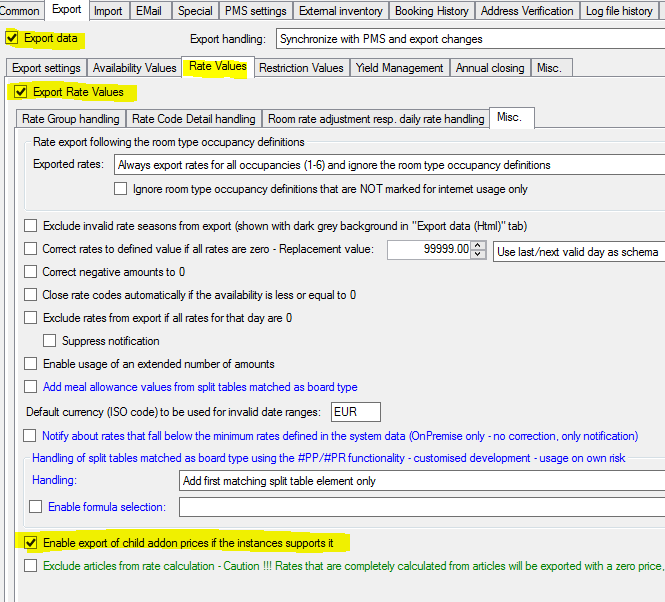 Common Export Import EMail Special PMS settings External inventory Booking History Address Verification Log file history
Export data Export handling: Synchronize with PMS and export changes
Export settings Availability Values Rate Values Restriction Values Yield Management Annual closing Misc.
Export Rate Values
Rate Group handling Rate Code Detail handling Room rate adjustment resp. daily rate handling Misc.
Rate export following the room type occupancy definitions
Exported rates: Always export rates for all occupancies (1-6) and ignore the room type occupancy definitions
Ignore room type occupancy definitions that are NOT marked for internet usage only
Exclude invalid rate seasons from export (shown with dark grey background in "Export data (Html)" tab)
Correct rates to defined value if all rates are zero - Replacement value: 99999.00 Use last/next valid day as schema
Correct negative amounts to 0
Close rate codes automatically if the availability is less or equal to 0
Exclude rates from export if all rates for that day are 0
Suppress notification
Enable usage of an extended number of amounts
Add meal allowance values from split tables matched as board type
Default currency (ISO code) to be used for invalid date ranges: EUR
Notify about rates that fall below the minimum rates defined in the system data (OnPremise only - no correction, only notification)
Handling of split tables matched as board type using the #PP/#PR functionality - customised development - usage on own risk
Handling: Add first matching split table element only
Enable formula selection:
Enable export of child addon prices if the instances supports it
Exclude articles from rate calculation - Caution !!! Rates that are completely calculated from articles will be exported with a zero price,